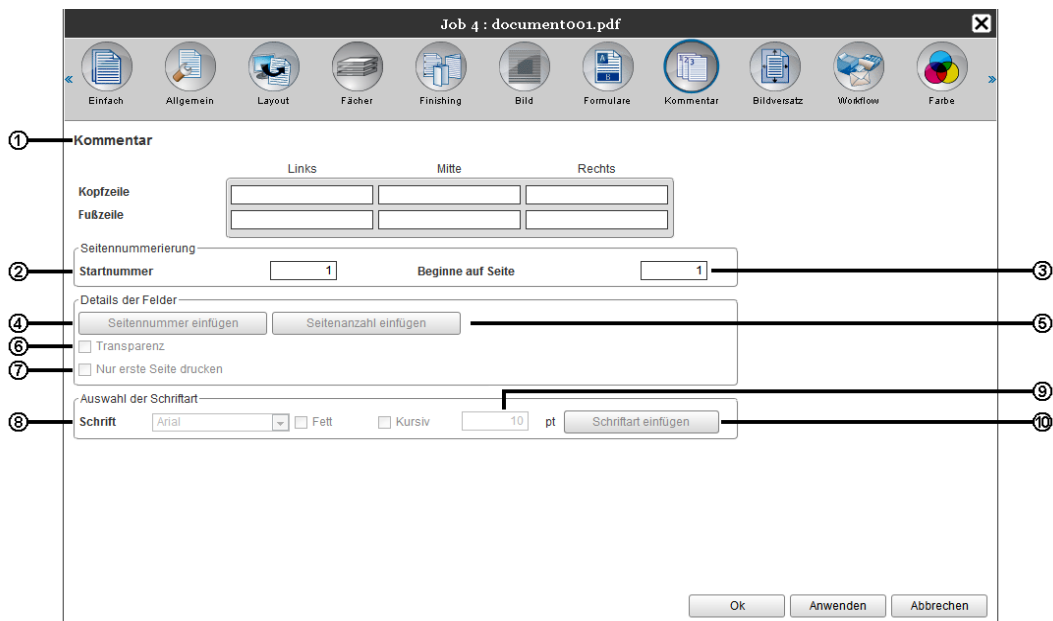 Job 4 : document001.pdf
« Einfach Allgemein Layout Fächer Finishing Bild Formulare Kommentar Bildversatz Workflow Farbe »
① Kommentar
Links Mitte Rechts
Kopfzeile
Fußzeile
Seitennummerierung
② Startnummer 1 Beginne auf Seite 1 ③
Details der Felder
④ Seitennummer einfügen Seitenanzahl einfügen ⑤
⑥ Transparenz
⑦ Nur erste Seite drucken
⑨
Auswahl der Schriftart
⑧ Schrift Arial Fett Kursiv 10 pt Schriftart einfügen ⑩
Ok Anwenden Abbrechen